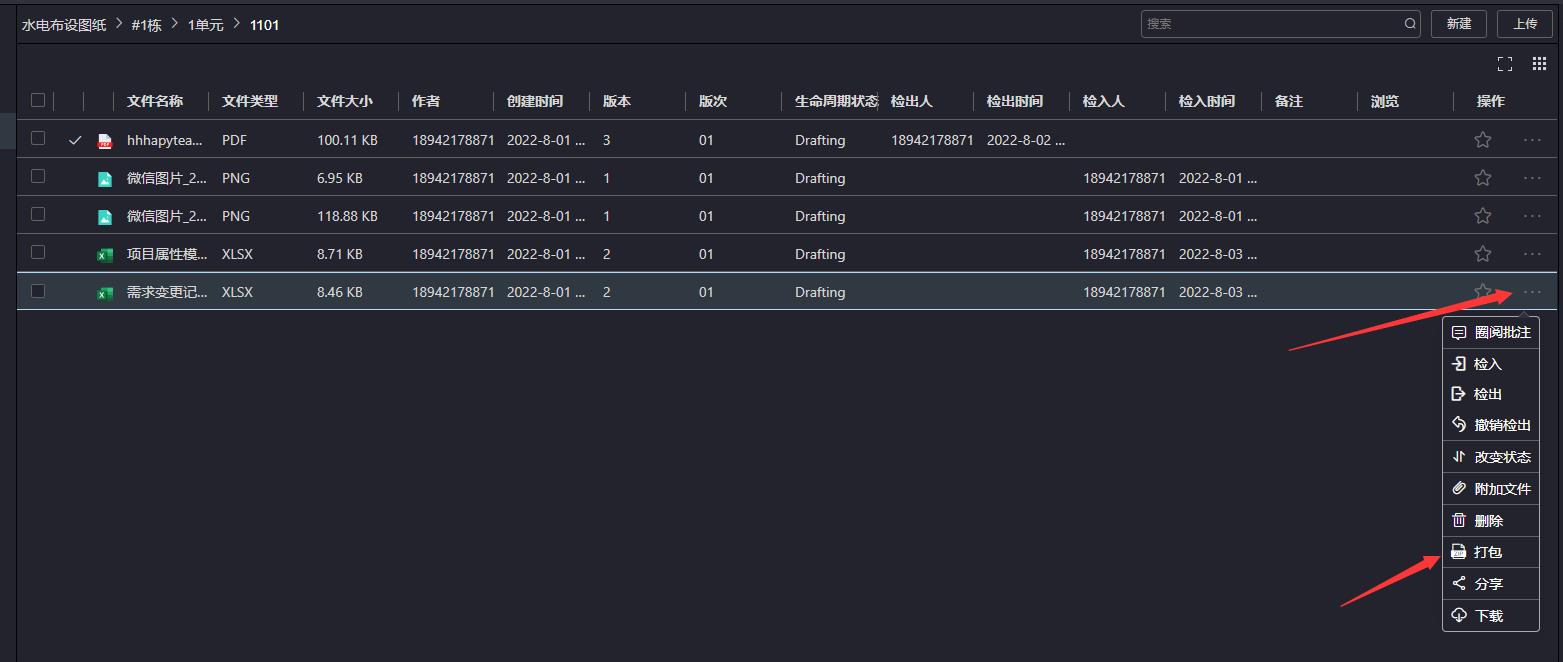 水电布设图纸 > #1栋 > 1单元 > 1101 搜索 新建 上传
文件名称 文件类型 文件大小 作者 创建时间 版本 版次 生命周期状态 检出人 检出时间 检入人 检入时间 备注 浏览 操作
hhhapytea... PDF 100.11 KB 18942178871 2022-8-01 ... 3 01 Drafting 18942178871 2022-8-02 ...
微信图片_2... PNG 6.95 KB 18942178871 2022-8-01 ... 1 01 Drafting 18942178871 2022-8-01 ...
微信图片_2... PNG 118.88 KB 18942178871 2022-8-01 ... 1 01 Drafting 18942178871 2022-8-01 ...
项目属性模... XLSX 8.71 KB 18942178871 2022-8-01 ... 2 01 Drafting 18942178871 2022-8-03 ...
需求变更记... XLSX 8.46 KB 18942178871 2022-8-01 ... 2 01 Drafting 18942178871 2022-8-03 ...
圈阅批注
检入
检出
撤销检出
改变状态
附加文件
删除
打包
分享
下载